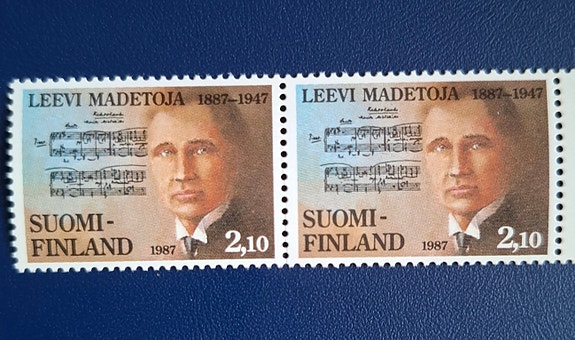 LEEVI MADETOJA 1887-1947
SUOMI-
FINLAND 1987 2,10
LEEVI MADETOJA 1887-1947
SUOMI-
FINLAND 1987 2,10